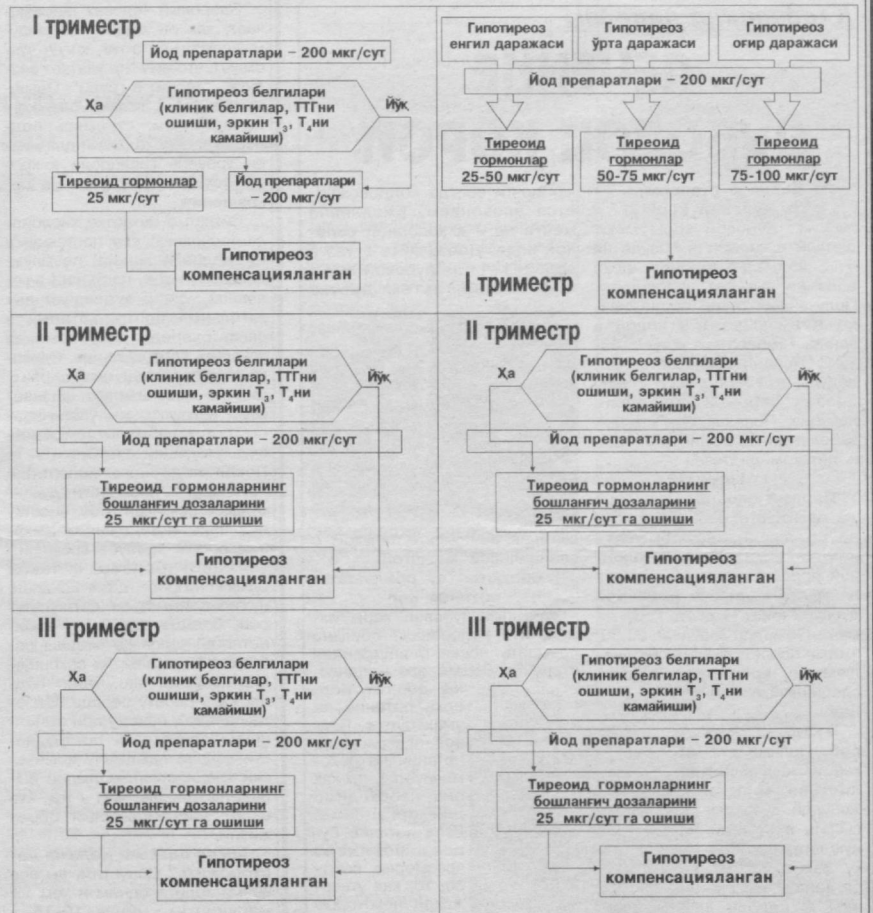 I триместр
Йод препаратлари – 200 мкг/сут
Ҳа
Гипотиреоз белгилари
(клиник белгилар, ТТГни
ошиши, эркин Т₃, Т₄ни
камайиши)
Йўқ
Тиреоид гормонлар
25 мкг/сут
Йод препаратлари
– 200 мкг/сут
Гипотиреоз
компенсацияланган
Гипотиреоз
енгил даражаси
Гипотиреоз
ўрта даражаси
Гипотиреоз
оғир даражаси
Йод препаратлари – 200 мкг/сут
Тиреоид
гормонлар
25-50 мкг/сут
Тиреоид
гормонлар
50-75 мкг/сут
Тиреоид
гормонлар
75-100 мкг/сут
I триместр
Гипотиреоз
компенсацияланган
II триместр
Ҳа
Гипотиреоз белгилари
(клиник белгилар, ТТГни
ошиши, эркин Т₃, Т₄ни
камайиши)
Йўқ
Йод препаратлари – 200 мкг/сут
Тиреоид гормонларнинг
бошланғич дозаларини
25 мкг/сут га ошиши
Гипотиреоз
компенсацияланган
II триместр
Ҳа
Гипотиреоз белгилари
(клиник белгилар, ТТГни
ошиши, эркин Т₃, Т₄ни
камайиши)
Йўқ
Йод препаратлари – 200 мкг/сут
Тиреоид гормонларнинг
бошланғич дозаларини
25 мкг/сут га ошиши
Гипотиреоз
компенсацияланган
III триместр
Ҳа
Гипотиреоз белгилари
(клиник белгилар, ТТГни
ошиши, эркин Т₃, Т₄ни
камайиши)
Йўқ
Йод препаратлари – 200 мкг/сут
Тиреоид гормонларнинг
бошланғич дозаларини
25 мкг/сут га ошиши
Гипотиреоз
компенсацияланган
III триместр
Ҳа
Гипотиреоз белгилари
(клиник белгилар, ТТГни
ошиши, эркин Т₃, Т₄ни
камайиши)
Йўқ
Йод препаратлари – 200 мкг/сут
Тиреоид гормонларнинг
бошланғич дозаларини
25 мкг/сут га ошиши
Гипотиреоз
компенсацияланган